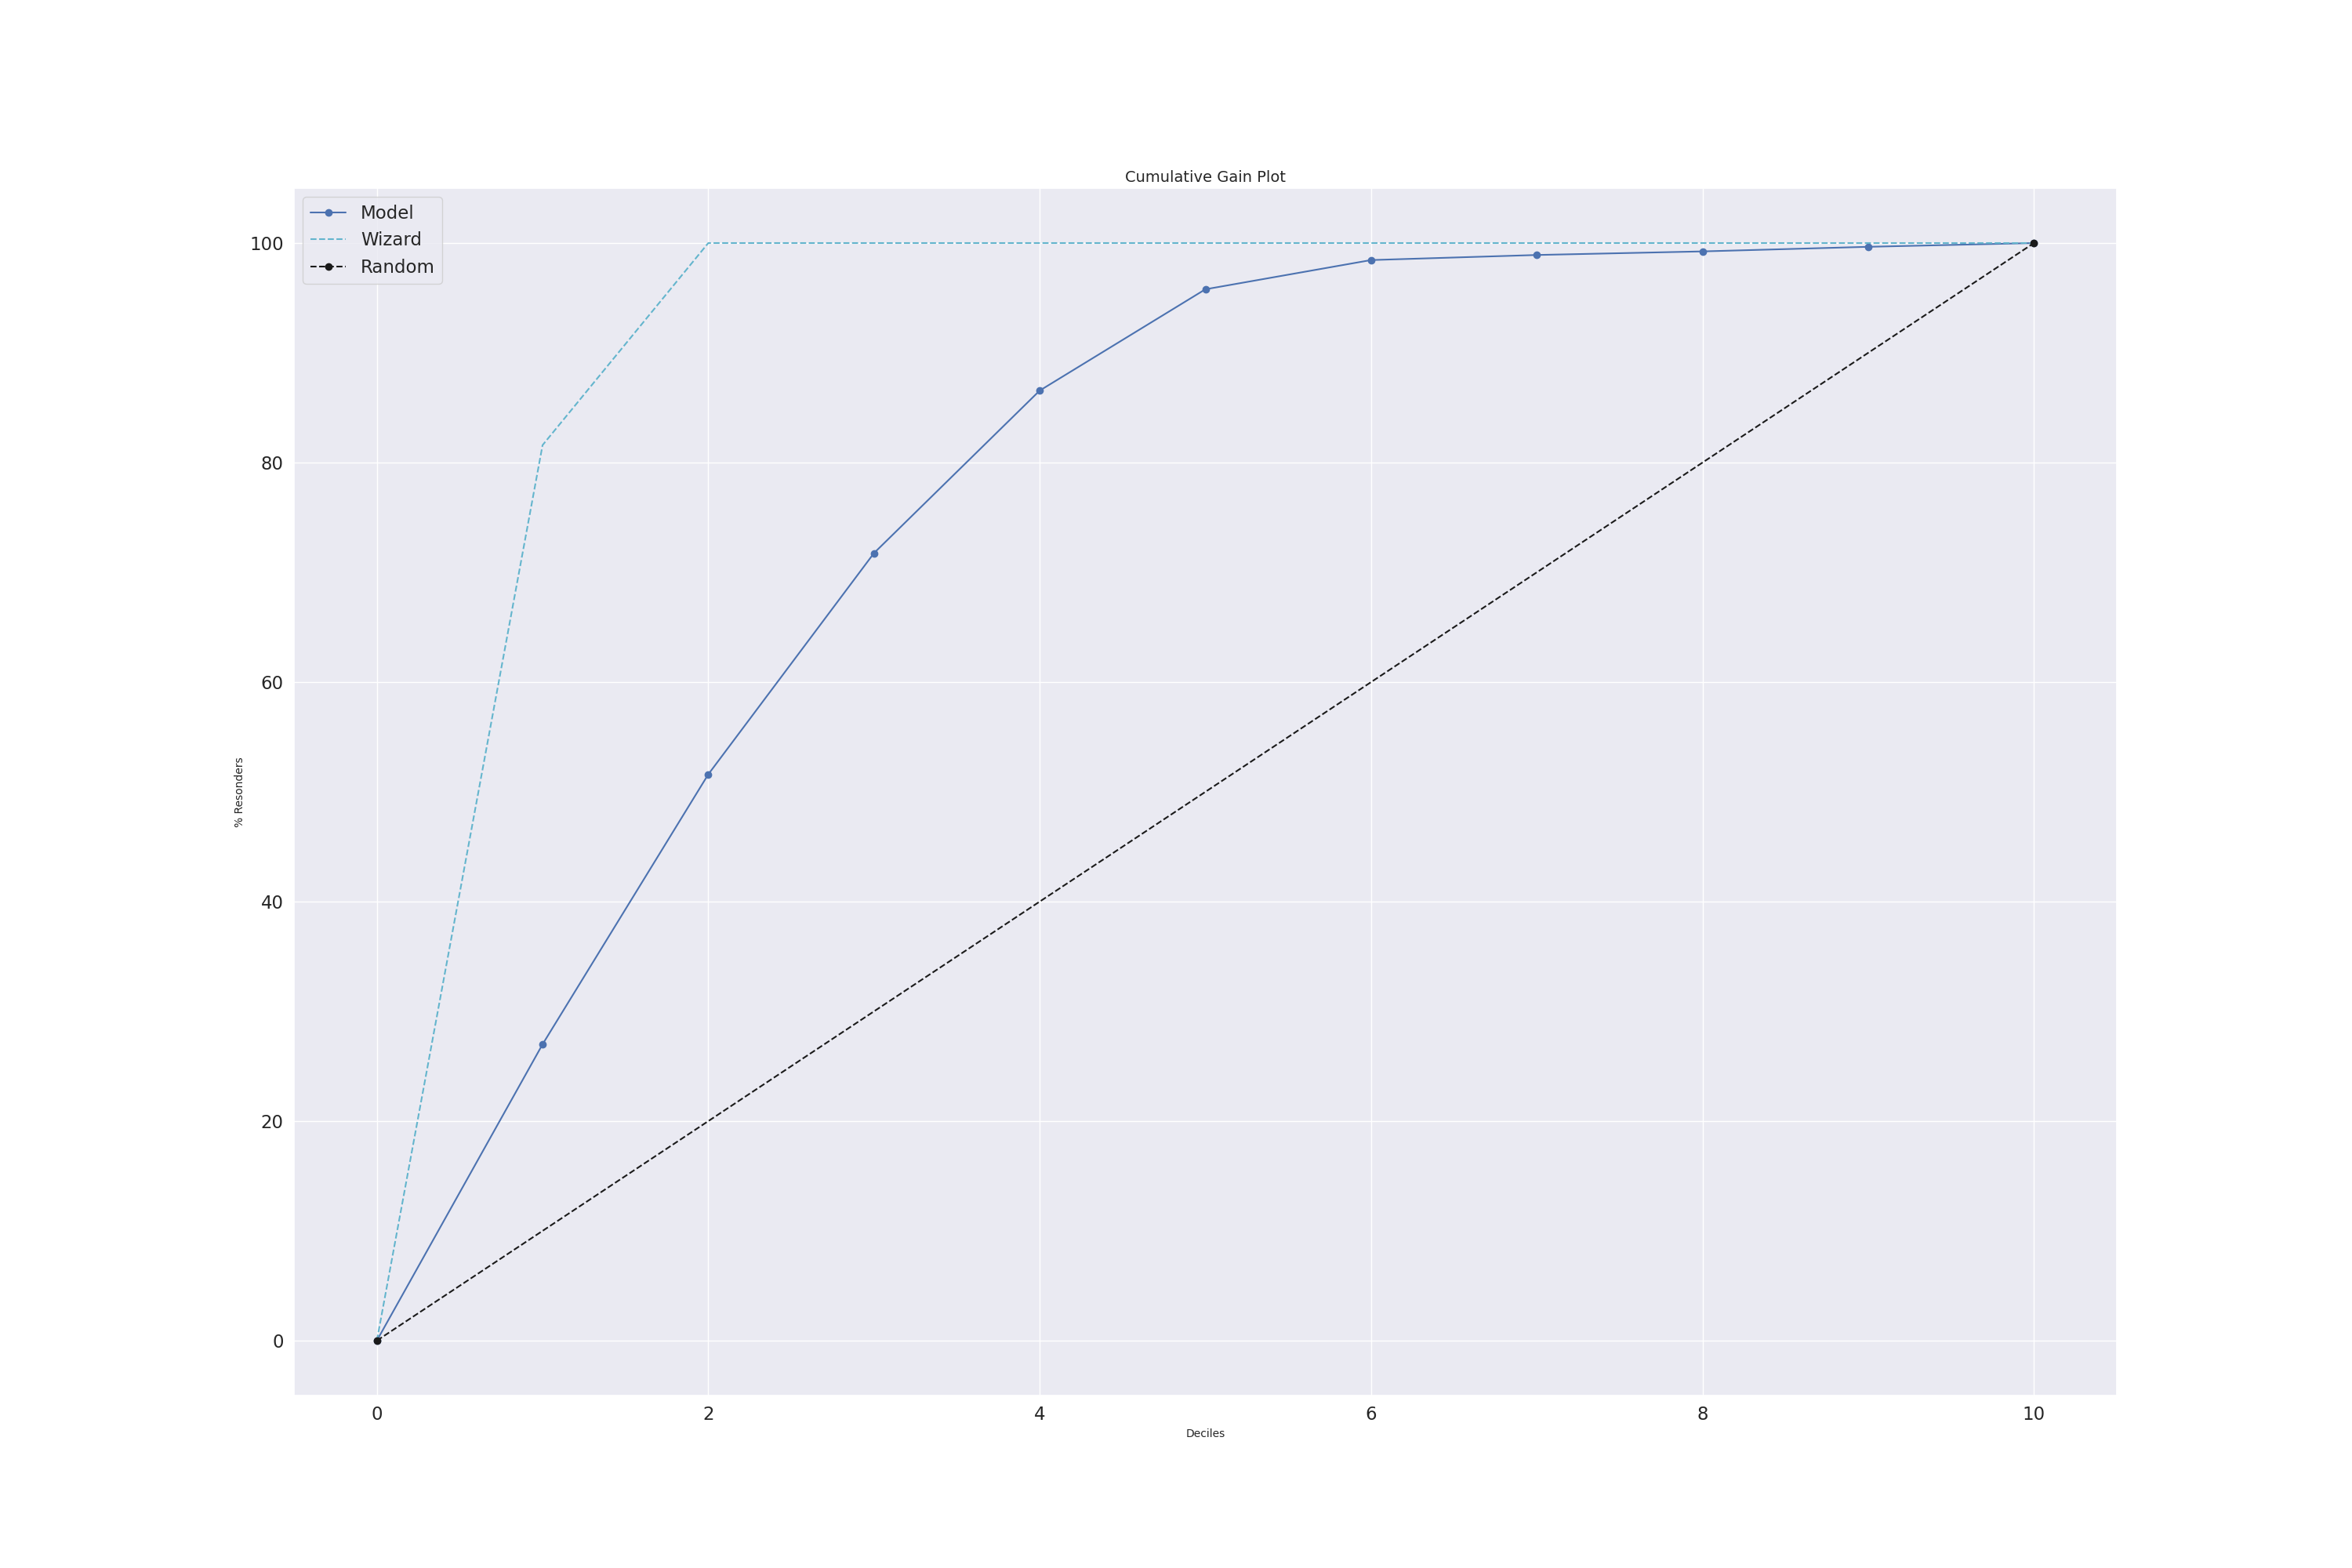 Cumulative Gain Plot
Model
Wizard
Random
100
80
60
40
20
0
% Resonders
0 2 4 6 8 10
Deciles